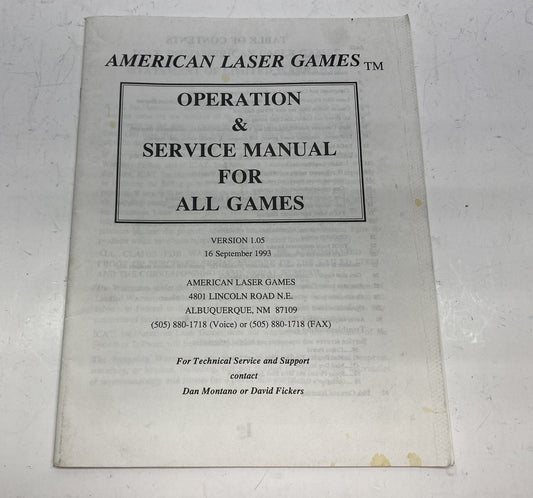 AMERICAN LASER GAMES TM
OPERATION
&
SERVICE MANUAL
FOR
ALL GAMES
VERSION 1.05
16 September 1993
AMERICAN LASER GAMES
4801 LINCOLN ROAD N.E.
ALBUQUERQUE, NM 87109
(505) 880-1718 (Voice) or (505) 880-1718 (FAX)
For Technical Service and Support
contact
Dan Montano or David Fickers